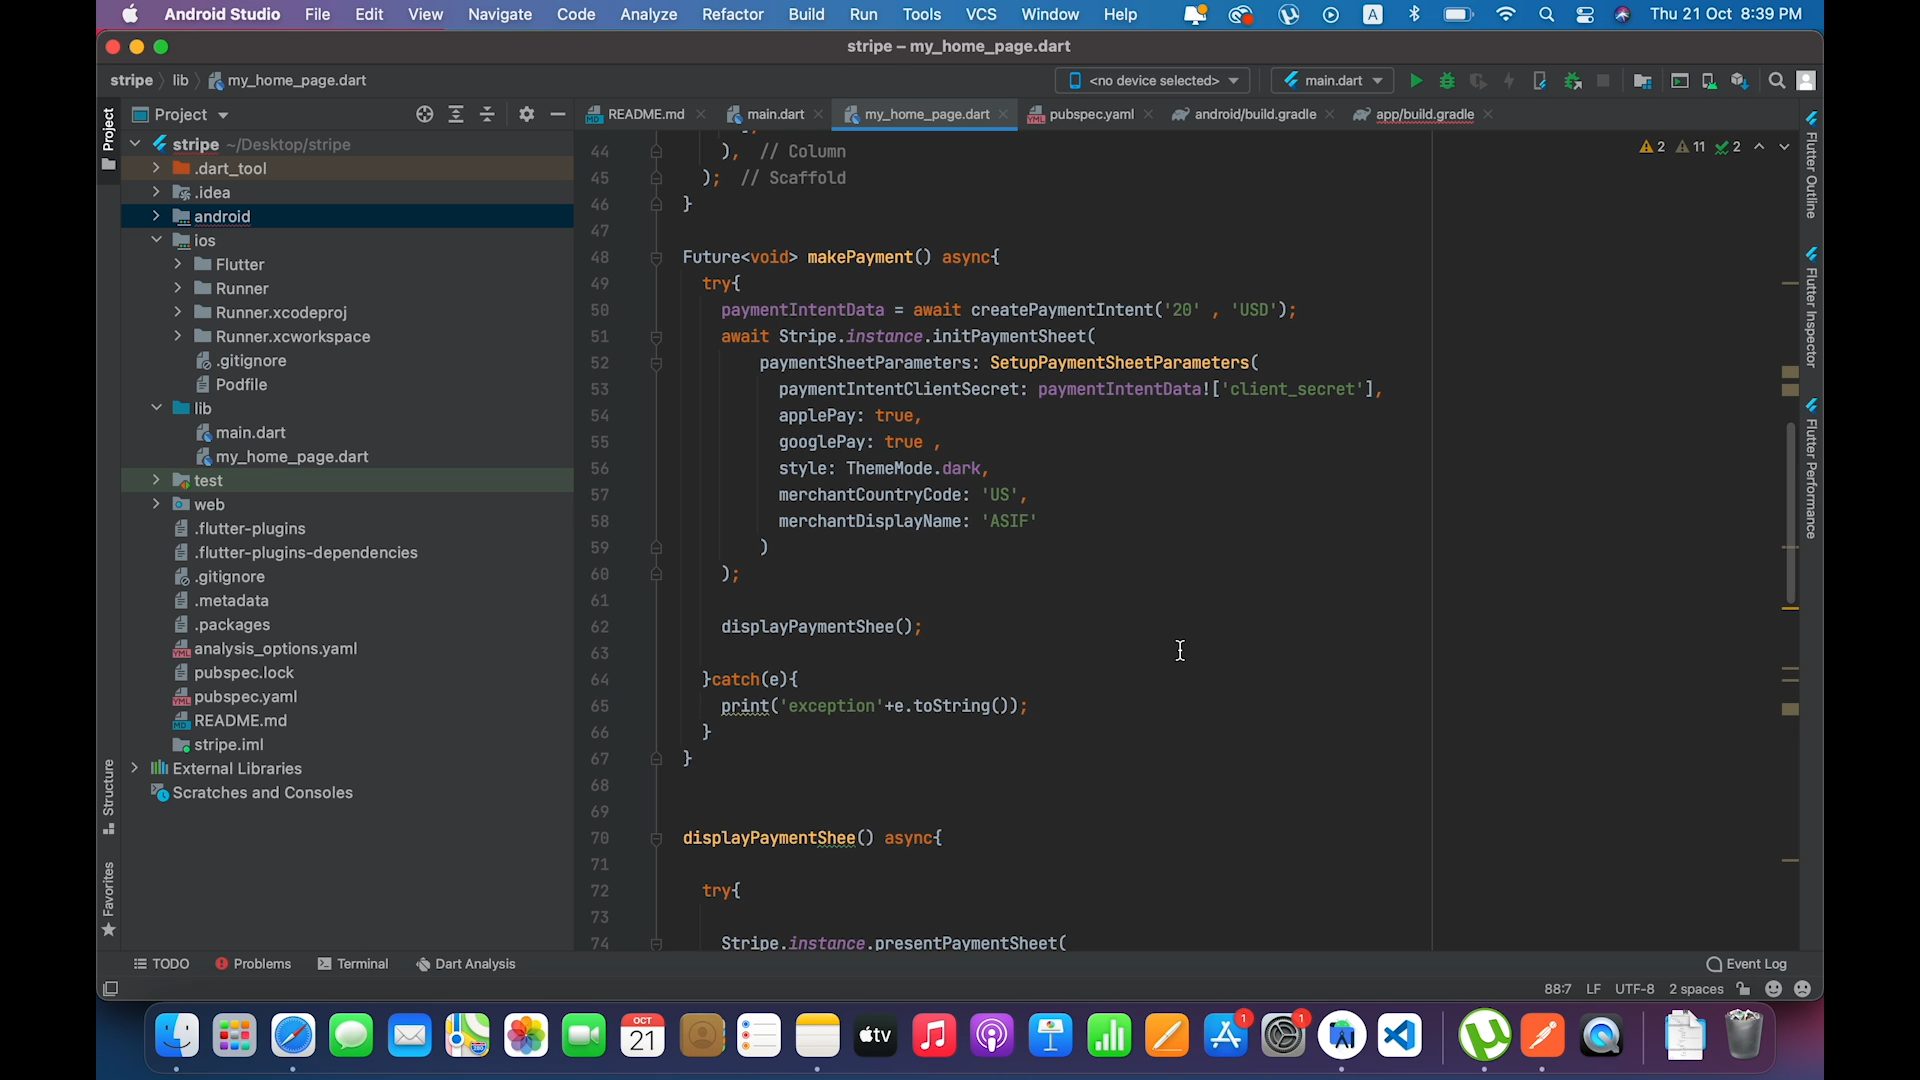 Android Studio File Edit View Navigate Code Analyze Refactor Build Run Tools VCS Window Help A Thu 21 Oct 8:39 PM
stripe – my_home_page.dart
stripe lib my_home_page.dart <no device selected> main.dart
Project
Project
README.md main.dart my_home_page.dart pubspec.yaml android/build.gradle app/build.gradle
stripe ~/Desktop/stripe
.dart_tool
.idea
android
ios
Flutter
Runner
Runner.xcodeproj
Runner.xcworkspace
.gitignore
Podfile
lib
main.dart
my_home_page.dart
test
web
.flutter-plugins
.flutter-plugins-dependencies
.gitignore
.metadata
.packages
analysis_options.yaml
pubspec.lock
pubspec.yaml
README.md
stripe.iml
External Libraries
Scratches and Consoles
Structure
Favorites
2 11 2
44 ), // Column
45 ); // Scaffold
46 }
47
48 Future<void> makePayment() async{
49 try{
50 paymentIntentData = await createPaymentIntent('20' , 'USD');
51 await Stripe.instance.initPaymentSheet(
52 paymentSheetParameters: SetupPaymentSheetParameters(
53 paymentIntentClientSecret: paymentIntentData!['client_secret'],
54 applePay: true,
55 googlePay: true ,
56 style: ThemeMode.dark,
57 merchantCountryCode: 'US',
58 merchantDisplayName: 'ASIF'
59 )
60 );
61
62 displayPaymentShee();
63
64 }catch(e){
65 print('exception'+e.toString());
66 }
67 }
68
69
70 displayPaymentShee() async{
71
72 try{
73
74 Stripe.instance.presentPaymentSheet(
Flutter Outline
Flutter Inspector
Flutter Performance
TODO Problems Terminal Dart Analysis Event Log
88:7 LF UTF-8 2 spaces
OCT
21
tv
1
1